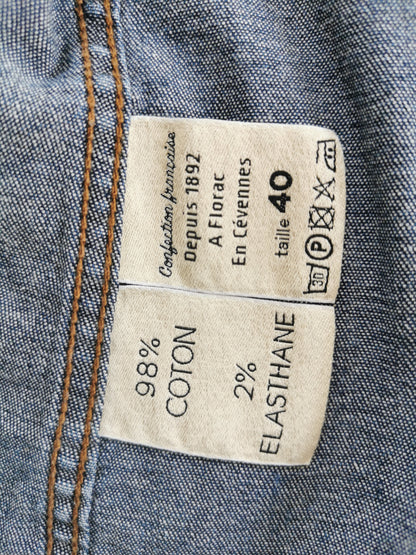 Confection française
Depuis 1892
A Florac
En Cévennes
taille 40
30 P
98%
COTON
2%
ELASTHANE